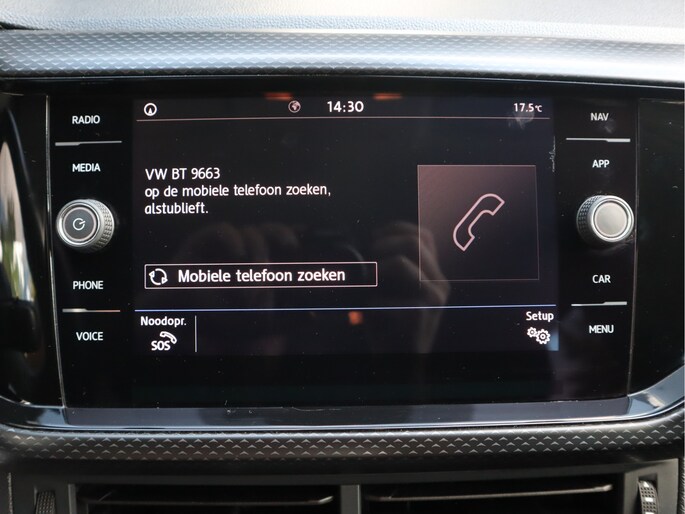 RADIO
MEDIA
PHONE
VOICE
14:30
17.5°C
VW BT 9663
op de mobiele telefoon zoeken,
alstublieft.
Mobiele telefoon zoeken
Noodopr.
SOS
Setup
NAV
APP
CAR
MENU